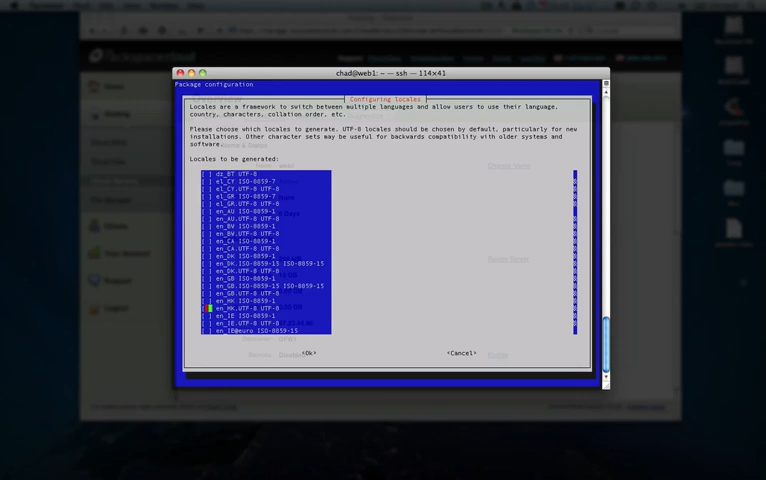 chad@web1: ~ — ssh — 114×41
Package configuration
Configuring locales
Locales are a framework to switch between multiple languages and allow users to use their language,
country, characters, collation order, etc.
Please choose which locales to generate. UTF-8 locales should be chosen by default, particularly for new
installations. Other character sets may be useful for backwards compatibility with older systems and
software.
Locales to be generated:
[ ] dz_BT UTF-8
[ ] el_CY ISO-8859-7
[ ] el_CY.UTF-8 UTF-8
[ ] el_GR ISO-8859-7
[ ] el_GR.UTF-8 UTF-8
[ ] en_AU ISO-8859-1
[ ] en_AU.UTF-8 UTF-8
[ ] en_BW ISO-8859-1
[ ] en_BW.UTF-8 UTF-8
[ ] en_CA ISO-8859-1
[ ] en_CA.UTF-8 UTF-8
[ ] en_DK ISO-8859-1
[ ] en_DK.ISO-8859-15 ISO-8859-15
[ ] en_DK.UTF-8 UTF-8
[ ] en_GB ISO-8859-1
[ ] en_GB.ISO-8859-15 ISO-8859-15
[ ] en_GB.UTF-8 UTF-8
[ ] en_HK ISO-8859-1
[ ] en_HK.UTF-8 UTF-8
[ ] en_IE ISO-8859-1
[ ] en_IE.UTF-8 UTF-8
[ ] en_IE@euro ISO-8859-15
<Ok> <Cancel>